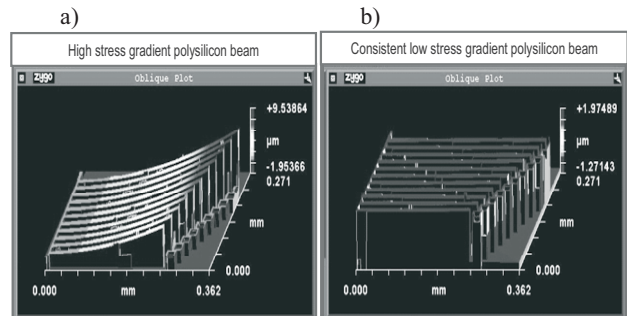 a)
b)
High stress gradient polysilicon beam
Consistent low stress gradient polysilicon beam
zygo
Oblique Plot
+9.53864
µm
-1.95366
0.271
mm
0.000
0.000
mm
0.362
zygo
Oblique Plot
+1.97489
µm
-1.27143
0.271
mm
0.000
0.000
mm
0.362